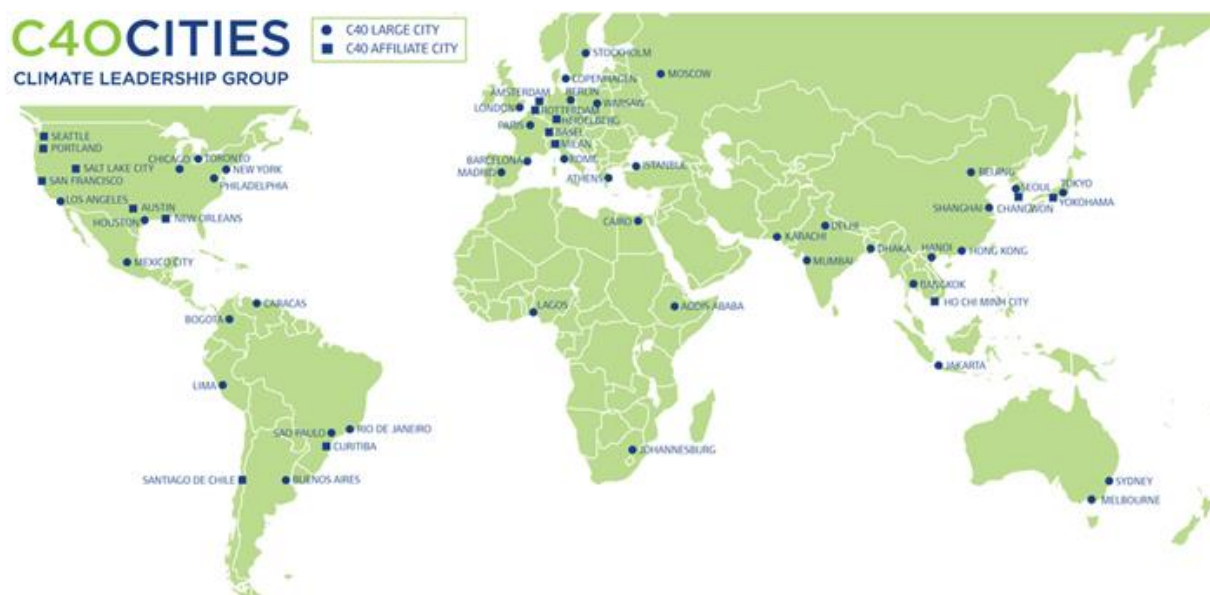 C40CITIES
CLIMATE LEADERSHIP GROUP
C40 LARGE CITY
C40 AFFILIATE CITY
STOCKHOLM
COPENHAGEN
MOSCOW
AMSTERDAM
BERLIN
LONDON
ROTTERDAM
WARSAW
HEIDELBERG
PARIS
BASEL
MILAN
BARCELONA
ROME
ISTANBUL
MADRID
ATHENS
SEATTLE
PORTLAND
CHICAGO
TORONTO
SALT LAKE CITY
NEW YORK
SAN FRANCISCO
PHILADELPHIA
LOS ANGELES
AUSTIN
HOUSTON
NEW ORLEANS
MEXICO CITY
CARACAS
BOGOTA
LIMA
SAO PAULO
RIO DE JANEIRO
CURITIBA
SANTIAGO DE CHILE
BUENOS AIRES
CAIRO
LAGOS
ADDIS ABABA
JOHANNESBURG
BEIJING
SEOUL
TOKYO
SHANGHAI
CHANGWON
YOKOHAMA
DELHI
KARACHI
DHAKA
HANOI
HONG KONG
MUMBAI
BANGKOK
HO CHI MINH CITY
JAKARTA
SYDNEY
MELBOURNE